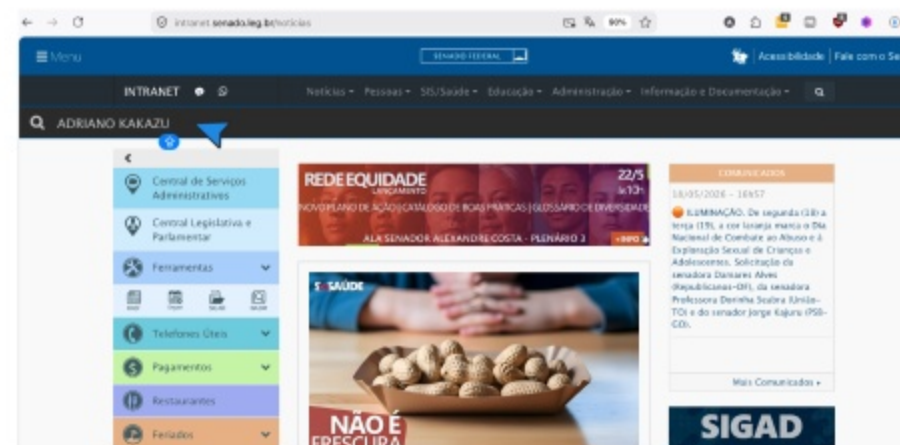 intranet.senado.leg.br/noticias
90%
Menu
SENADO FEDERAL
Acessibilidade | Fale com o Se
INTRANET
Notícias
Pessoas
SIS/Saúde
Educação
Administração
Informação e Documentação
ADRIANO KAKAZU
Central de Serviços
Administrativos
Central Legislativa e
Parlamentar
Ferramentas
Telefones Úteis
Pagamentos
Restaurantes
Feriados
REDE EQUIDADE
LANÇAMENTO
22/5
às 10h
NOVO PLANO DE AÇÃO | CATÁLOGO DE BOAS PRÁTICAS | GLOSSÁRIO DE DIVERSIDADE
ALA SENADOR ALEXANDRE COSTA - PLENÁRIO 3
+INFO
SAÚDE
NÃO É
FRESCURA
COMUNICADOS
18/05/2026 - 16h57
ILUMINAÇÃO. De segunda (18) a
terça (19), a cor laranja marca o Dia
Nacional de Combate ao Abuso e à
Exploração Sexual de Crianças e
Adolescentes. Solicitação da
senadora Damares Alves
(Republicanos-DF), da senadora
Professora Dorinha Seabra (União-
TO) e do senador Jorge Kajuru (PSB-
GO).
Mais Comunicados
SIGAD